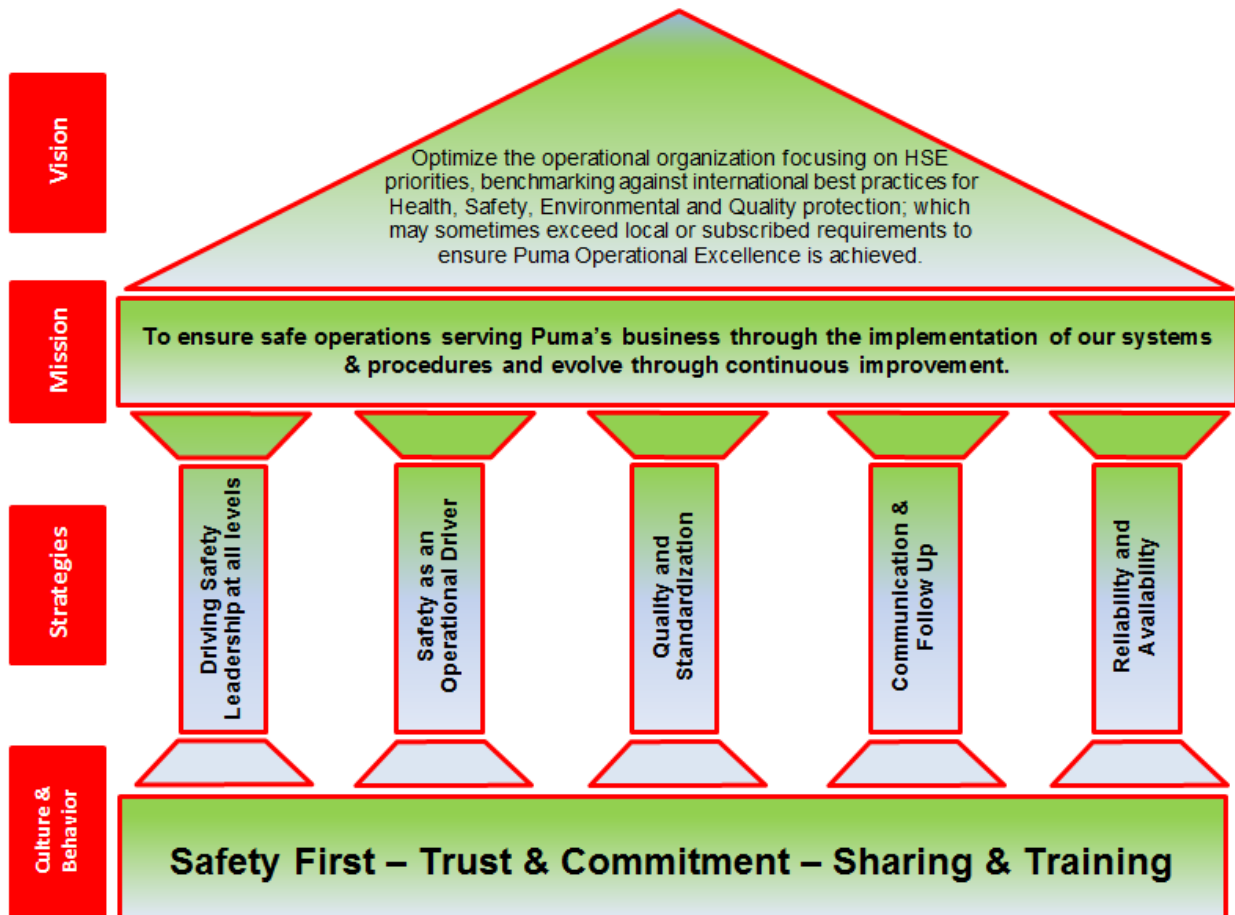 Vision
Optimize the operational organization focusing on HSE
priorities, benchmarking against international best practices for
Health, Safety, Environmental and Quality protection; which
may sometimes exceed local or subscribed requirements to
ensure Puma Operational Excellence is achieved.
Mission
To ensure safe operations serving Puma's business through the implementation of our systems
& procedures and evolve through continuous improvement.
Strategies
Driving Safety
Leadership at all levels
Safety as an
Operational Driver
Quality and
Standardization
Communication &
Follow Up
Reliability and
Availability
Culture &
Behavior
Safety First – Trust & Commitment – Sharing & Training